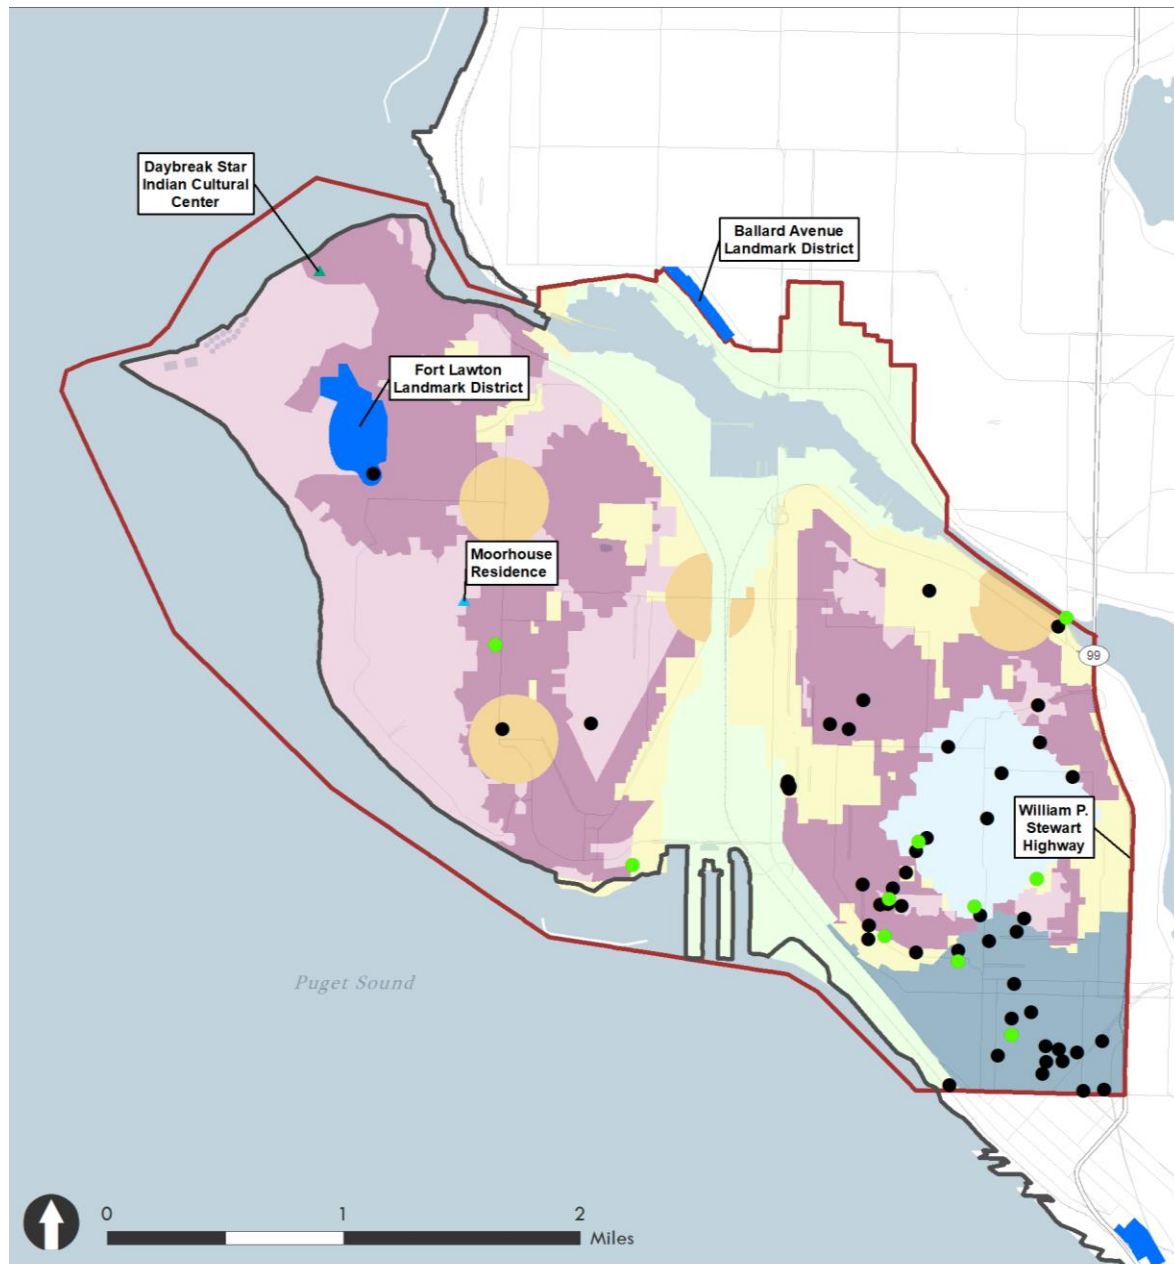 Daybreak Star
Indian Cultural
Center
Ballard Avenue
Landmark District
Fort Lawton
Landmark District
Moorhouse
Residence
99
William P.
Stewart
Highway
Puget Sound
0
1
2
Miles